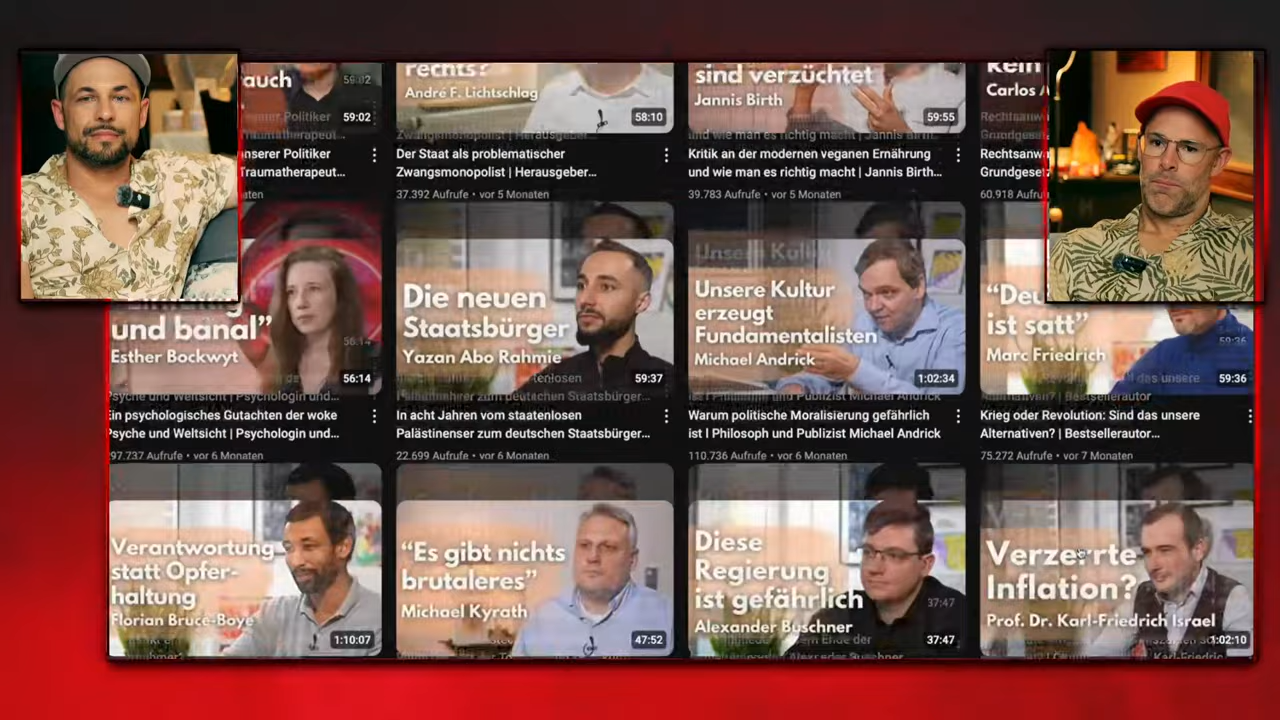 rauch
59:02
59:02
nserer Politiker
Traumatherapeut...
rechts?
André F. Lichtschlag
58:10
Der Staat als problematischer
Zwangsmonopolist | Herausgeber...
37.392 Aufrufe • vor 5 Monaten
sind verzüchtet
Jannis Birth
59:55
Kritik an der modernen veganen Ernährung
und wie man es richtig macht | Jannis Birth...
39.783 Aufrufe • vor 5 Monaten
kein
Carlos
Rechtsanw
Grundgeset
60.918 Aufru
und banal”
Esther Bockwyt
56:14
Ein psychologisches Gutachten der woke
Psyche und Weltsicht | Psychologin und...
97.737 Aufrufe • vor 6 Monaten
Die neuen
Staatsbürger
Yazan Abo Rahmie
59:37
In acht Jahren vom staatenlosen
Palästinenser zum deutschen Staatsbürger...
22.699 Aufrufe • vor 6 Monaten
Unsere Kultur
erzeugt
Fundamentalisten
Michael Andrick
1:02:34
Warum politische Moralisierung gefährlich
ist l Philosoph und Publizist Michael Andrick
110.736 Aufrufe • vor 6 Monaten
“Deu
ist satt”
Marc Friedrich
59:36
Krieg oder Revolution: Sind das unsere
Alternativen? | Bestsellerautor...
75.272 Aufrufe • vor 7 Monaten
Verantwortung
statt Opfer-
haltung
Florian Bruce-Boye
1:10:07
“Es gibt nichts
brutaleres”
Michael Kyrath
47:52
Diese
Regierung
ist gefährlich
Alexander Buschner
37:47
37:47
Verzerrte
Inflation?
Prof. Dr. Karl-Friedrich Israel
1:02:10